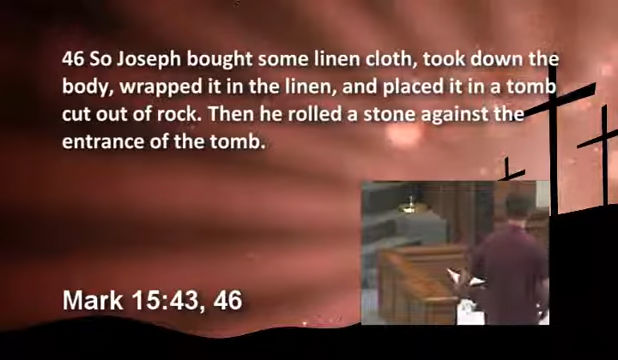 46 So Joseph bought some linen cloth, took down the
body, wrapped it in the linen, and placed it in a tomb
cut out of rock. Then he rolled a stone against the
entrance of the tomb.
Mark 15:43, 46